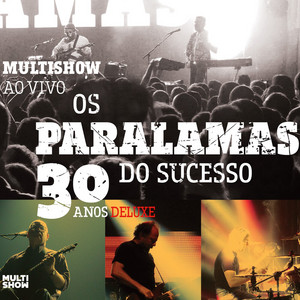 MULTISHOW
AO VIVO
OS
PARALAMAS
DO SUCESSO
30
ANOS DELUXE
MULTI
SHOW